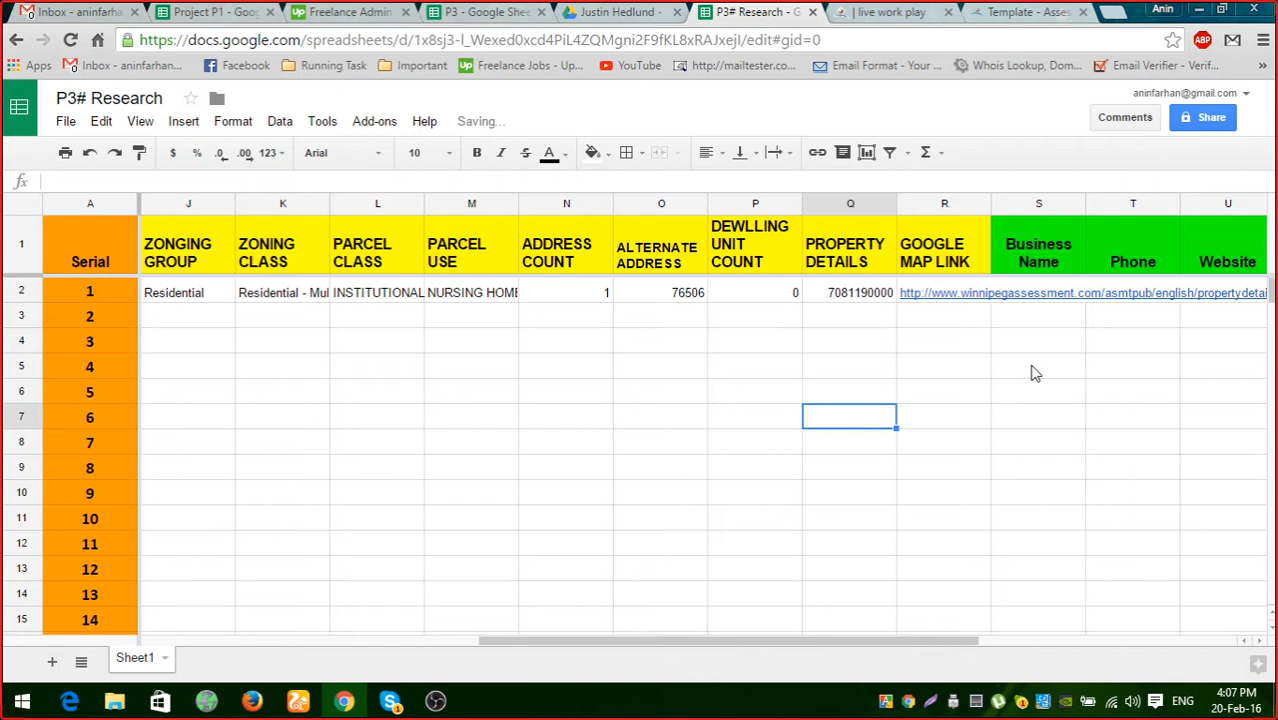 Inbox - aninfarhan
Project P1 - Goog
Freelance Admin
P3 - Google Shee
Justin Hedlund -
P3# Research - G
| live work play
Template - Asses
Anin
https://docs.google.com/spreadsheets/d/1x8sj3-l_Wyxed0xcd4PL4ZQMgni2F9fKL8xRAJxejI/edit#gid=0
ABP
Apps
Inbox - aninfarhan...
Facebook
Running Task
Important
Freelance Jobs - Up...
YouTube
http://mailtester.co...
Email Format - Your ...
Whois Lookup, Dom...
Email Verifier - Verif...
P3# Research
aninfarhan@gmail.com
File Edit View Insert Format Data Tools Add-ons Help Saving...
Comments
Share
$ % .0 .00 123 Arial 10 B I S A Σ
fx
A J K L M N O P Q R S T U
1 Serial ZONGING GROUP ZONING CLASS PARCEL CLASS PARCEL USE ADDRESS COUNT ALTERNATE ADDRESS DEWLLING UNIT COUNT PROPERTY DETAILS GOOGLE MAP LINK Business Name Phone Website
2 1 Residential Residential - Mul INSTITUTIONAL NURSING HOME 1 76506 0 7081190000 http://www.winnipegassessment.com/asmtpub/english/propertydetai
3 2
4 3
5 4
6 5
7 6
8 7
9 8
10 9
11 10
12 11
13 12
14 13
15 14
Sheet1
ENG
4:07 PM
20-Feb-16